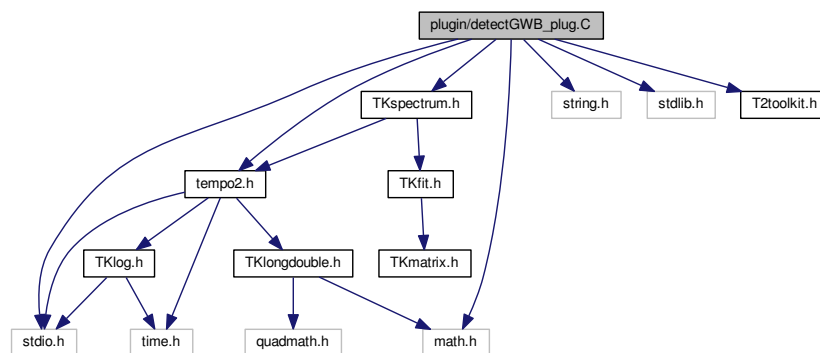 plugin/detectGWB_plug.C
TKspectrum.h
string.h
stdlib.h
T2toolkit.h
tempo2.h
TKfit.h
TKlog.h
TKlongdouble.h
TKmatrix.h
stdio.h
time.h
quadmath.h
math.h